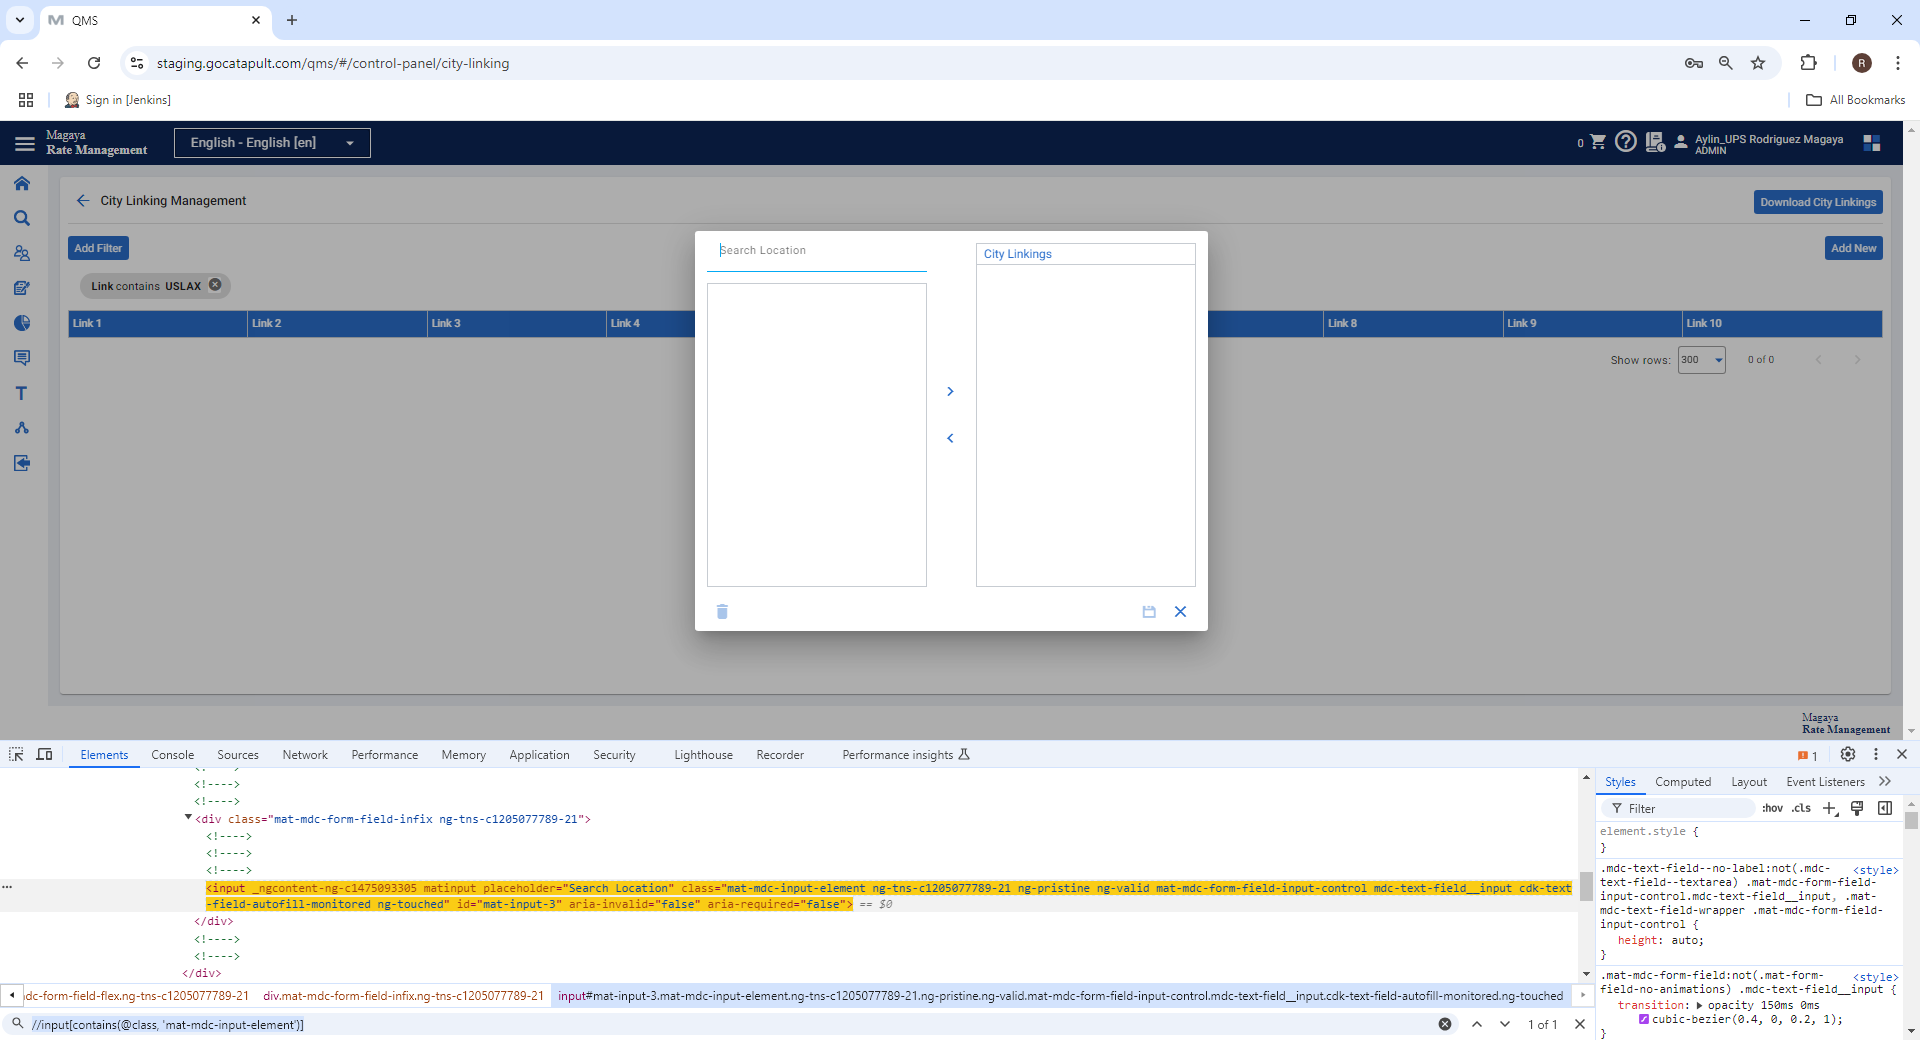 QMS
staging.gocatapult.com/qms/#/control-panel/city-linking
R
Sign in [Jenkins]
All Bookmarks
Magaya
Rate Management
English - English [en]
0
Aylin_UPS Rodriguez Magaya
ADMIN
City Linking Management
Download City Linkings
Add Filter
Add New
Link contains USLAX
Search Location
City Linkings
Link 1
Link 2
Link 3
Link 4
Link 8
Link 9
Link 10
Show rows:
300
0 of 0
T
Magaya
Rate Management
Elements
Console
Sources
Network
Performance
Memory
Application
Security
Lighthouse
Recorder
Performance insights
1
<!---->
<!---->
<div class="mat-mdc-form-field-infix ng-tns-c1205077789-21">
<!---->
<!---->
<!---->
<input _ngcontent-ng-c1475093305 matinput placeholder="Search Location" class="mat-mdc-input-element ng-tns-c1205077789-21 ng-pristine ng-valid mat-mdc-form-field-input-control mdc-text-field__input cdk-text
-field-autofill-monitored ng-touched" id="mat-input-3" aria-invalid="false" aria-required="false"> == $0
</div>
<!---->
<!---->
</div>
dc-form-field-flex.ng-tns-c1205077789-21
div.mat-mdc-form-field-infix.ng-tns-c1205077789-21
input#mat-input-3.mat-mdc-input-element.ng-tns-c1205077789-21.ng-pristine.ng-valid.mat-mdc-form-field-input-control.mdc-text-field__input.cdk-text-field-autofill-monitored.ng-touched
//input[contains(@class, 'mat-mdc-input-element')]
1 of 1
Styles
Computed
Layout
Event Listeners
Filter
:hov
.cls
element.style {
}
.mdc-text-field--no-label:not(.mdc-
<style>
text-field--textarea) .mat-mdc-form-field-
input-control.mdc-text-field__input, .mat-
mdc-text-field-wrapper .mat-mdc-form-field-
input-control {
height: auto;
}
.mat-mdc-form-field:not(.mat-form-
<style>
field-no-animations) .mdc-text-field__input {
transition: opacity 150ms 0ms
cubic-bezier(0.4, 0, 0.2, 1);
}